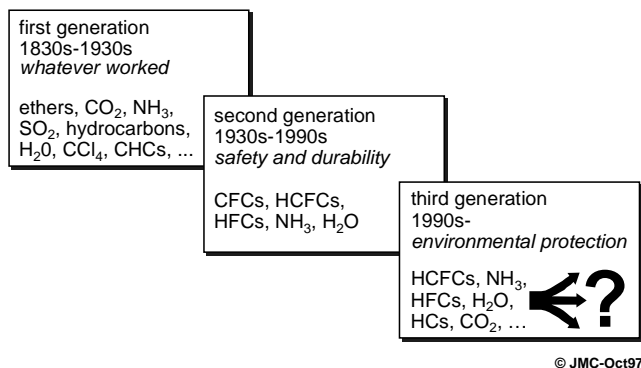 first generation
1830s-1930s
whatever worked
ethers, CO₂, NH₃,
SO₂, hydrocarbons,
H₂0, CCl₄, CHCs, ...
second generation
1930s-1990s
safety and durability
CFCs, HCFCs,
HFCs, NH₃, H₂O
third generation
1990s-
environmental protection
HCFCs, NH₃,
HFCs, H₂O,
HCs, CO₂, …
?
© JMC-Oct97